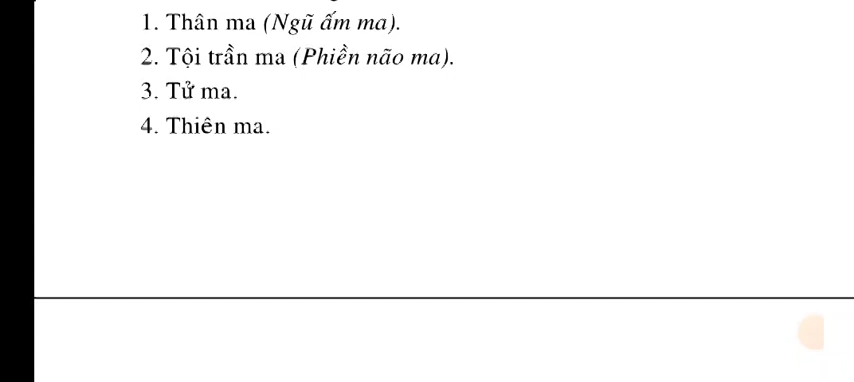 1. Thân ma (Ngũ ấm ma).
2. Tội trần ma (Phiền não ma).
3. Tử ma.
4. Thiên ma.